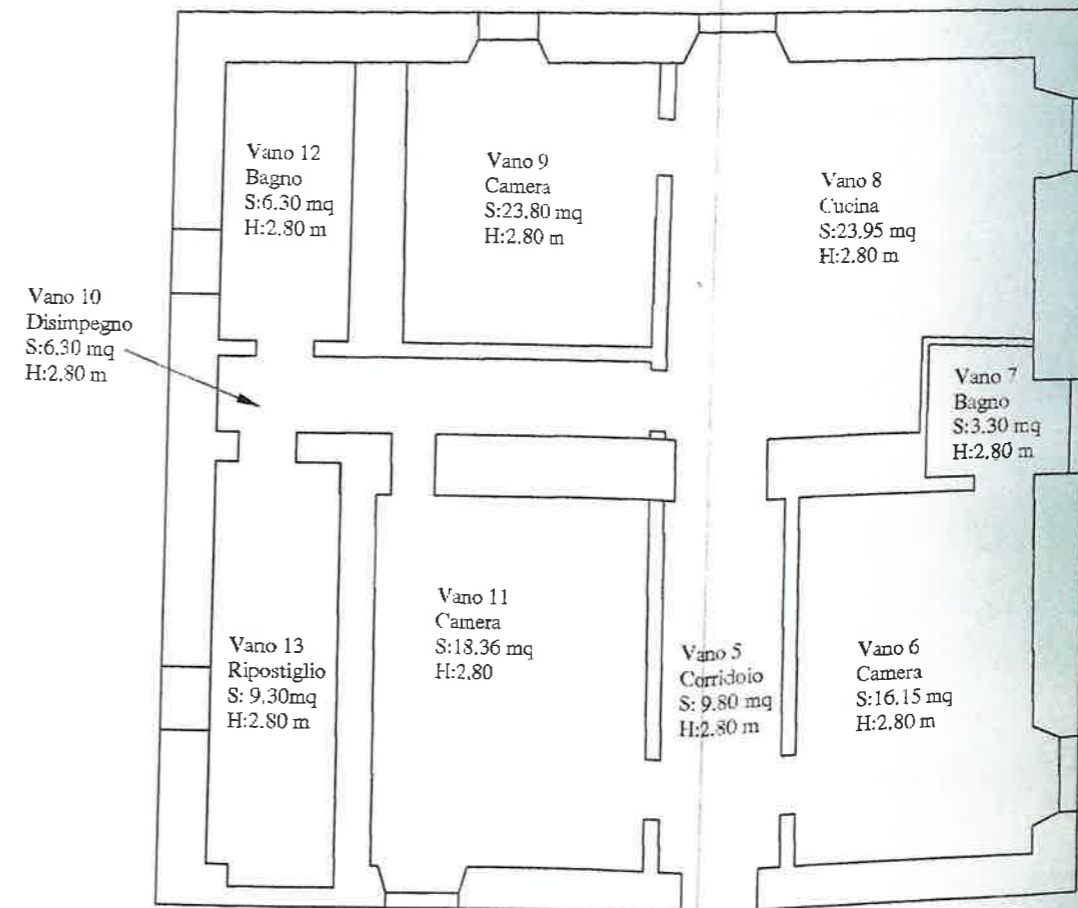 Vano 12
Bagno
S:6.30 mq
H:2.80 m
Vano 9
Camera
S:23.80 mq
H:2.80 m
Vano 8
Cucina
S:23.95 mq
H:2.80 m
Vano 10
Disimpegno
S:6.30 mq
H:2.80 m
Vano 7
Bagno
S:3.30 mq
H:2.80 m
Vano 11
Camera
S:18.36 mq
H:2.80
Vano 13
Ripostiglio
S: 9.30mq
H:2.80 m
Vano 5
Corridoio
S: 9.80 mq
H:2.80 m
Vano 6
Camera
S:16.15 mq
H:2.80 m